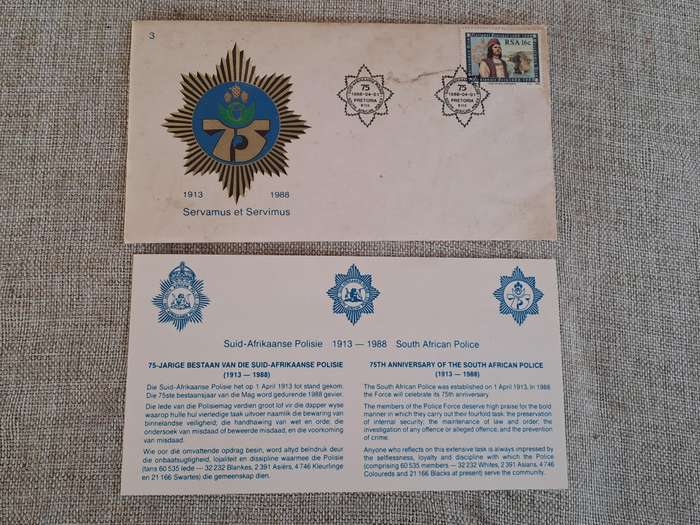 3
RSA 16c
75
1988-04-01
PRETORIA
75
1988-04-01
PRETORIA
75
1913 1988
Servamus et Servimus
Suid-Afrikaanse Polisie 1913 — 1988 South African Police
75-JARIGE BESTAAN VAN DIE SUID-AFRIKAANSE POLISIE
(1913 — 1988)
Die Suid-Afrikaanse Polisie het op 1 April 1913 tot stand gekom.
Die 75ste bestaansjaar van die Mag word gedurende 1988 gevier.
Die lede van die Polisiemag verdien groot lof vir die dapper wyse
waarop hulle hul vierledige taak uitvoer naamlik die bewaring van
binnelandse veiligheid; die handhawing van wet en orde; die
ondersoek van misdaad of beweerde misdaad, en die voorkoming
van misdaad.
Wie oor die omvattende opdrag besin, word altyd beïndruk deur
die onbaatsugtigheid, lojaliteit en dissipline waarmee die Polisie
(tans 60 535 lede — 32 232 Blankes, 2 391 Asiërs, 4 746 Kleurlinge
en 21 166 Swartes) die gemeenskap dien.
75TH ANNIVERSARY OF THE SOUTH AFRICAN POLICE
(1913 — 1988)
The South African Police was established on 1 April 1913. In 1988
the Force will celebrate its 75th anniversary.
The members of the Police Force deserve high praise for the bold
manner in which they carry out their fourfold task: the preservation
of internal security; the maintenance of law and order; the
investigation of any offence or alleged offence, and the prevention
of crime.
Anyone who reflects on this extensive task is always impressed by
the selflessness, loyalty and discipline with which the Police
(comprising 60 535 members — 32 232 Whites, 2 391 Asians, 4 746
Coloureds and 21 166 Blacks at present) serve the community.